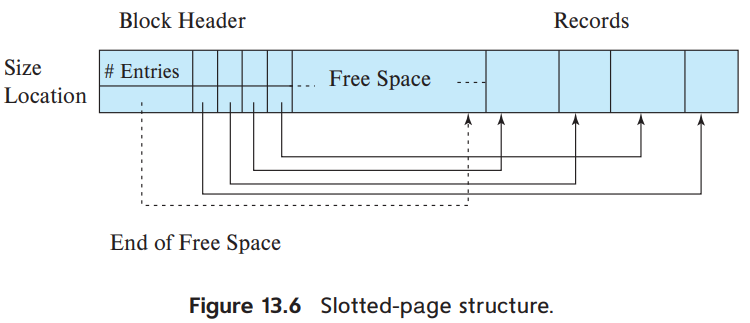 Block Header
Records
Size
# Entries
Free Space
Location
End of Free Space
Figure 13.6 Slotted-page structure.